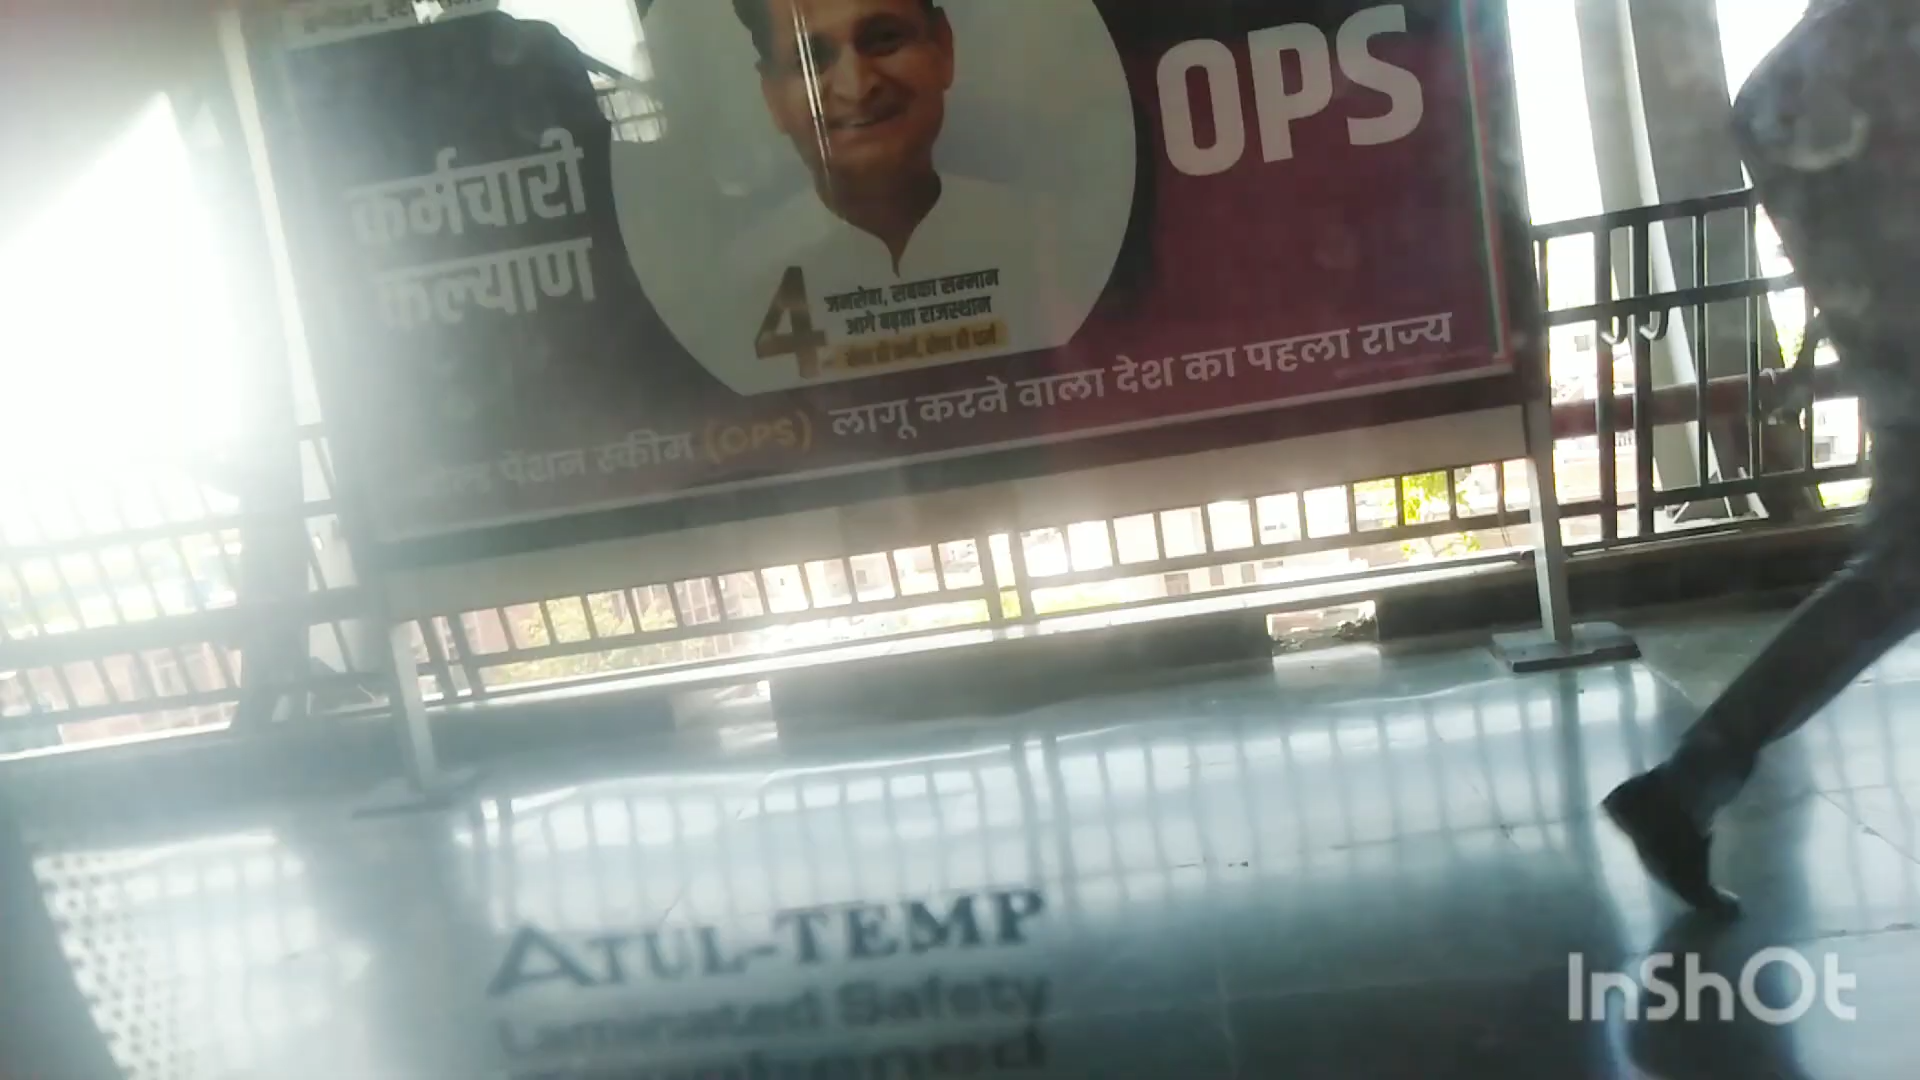 OPS
कर्मचारी
कल्याण
4
जनसेवा, सबका सम्मान
आगे बढ़ता राजस्थान
पेंशन स्कीम (OPS) लागू करने वाला देश का पहला राज्य
ATUL-TEMP
Laminated Safety
InShOt